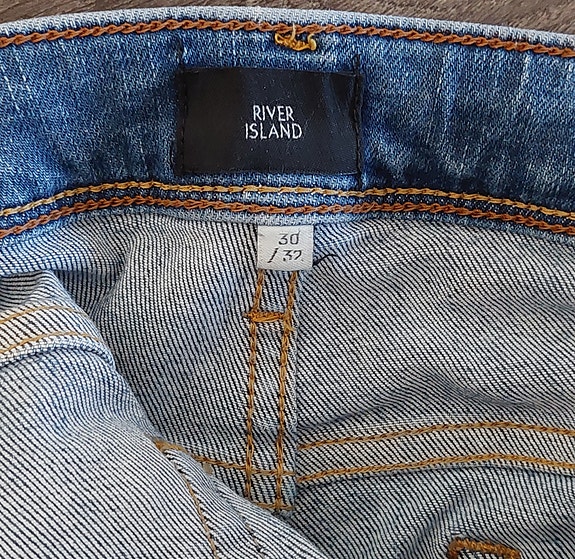 RIVER
ISLAND
30
/ 32